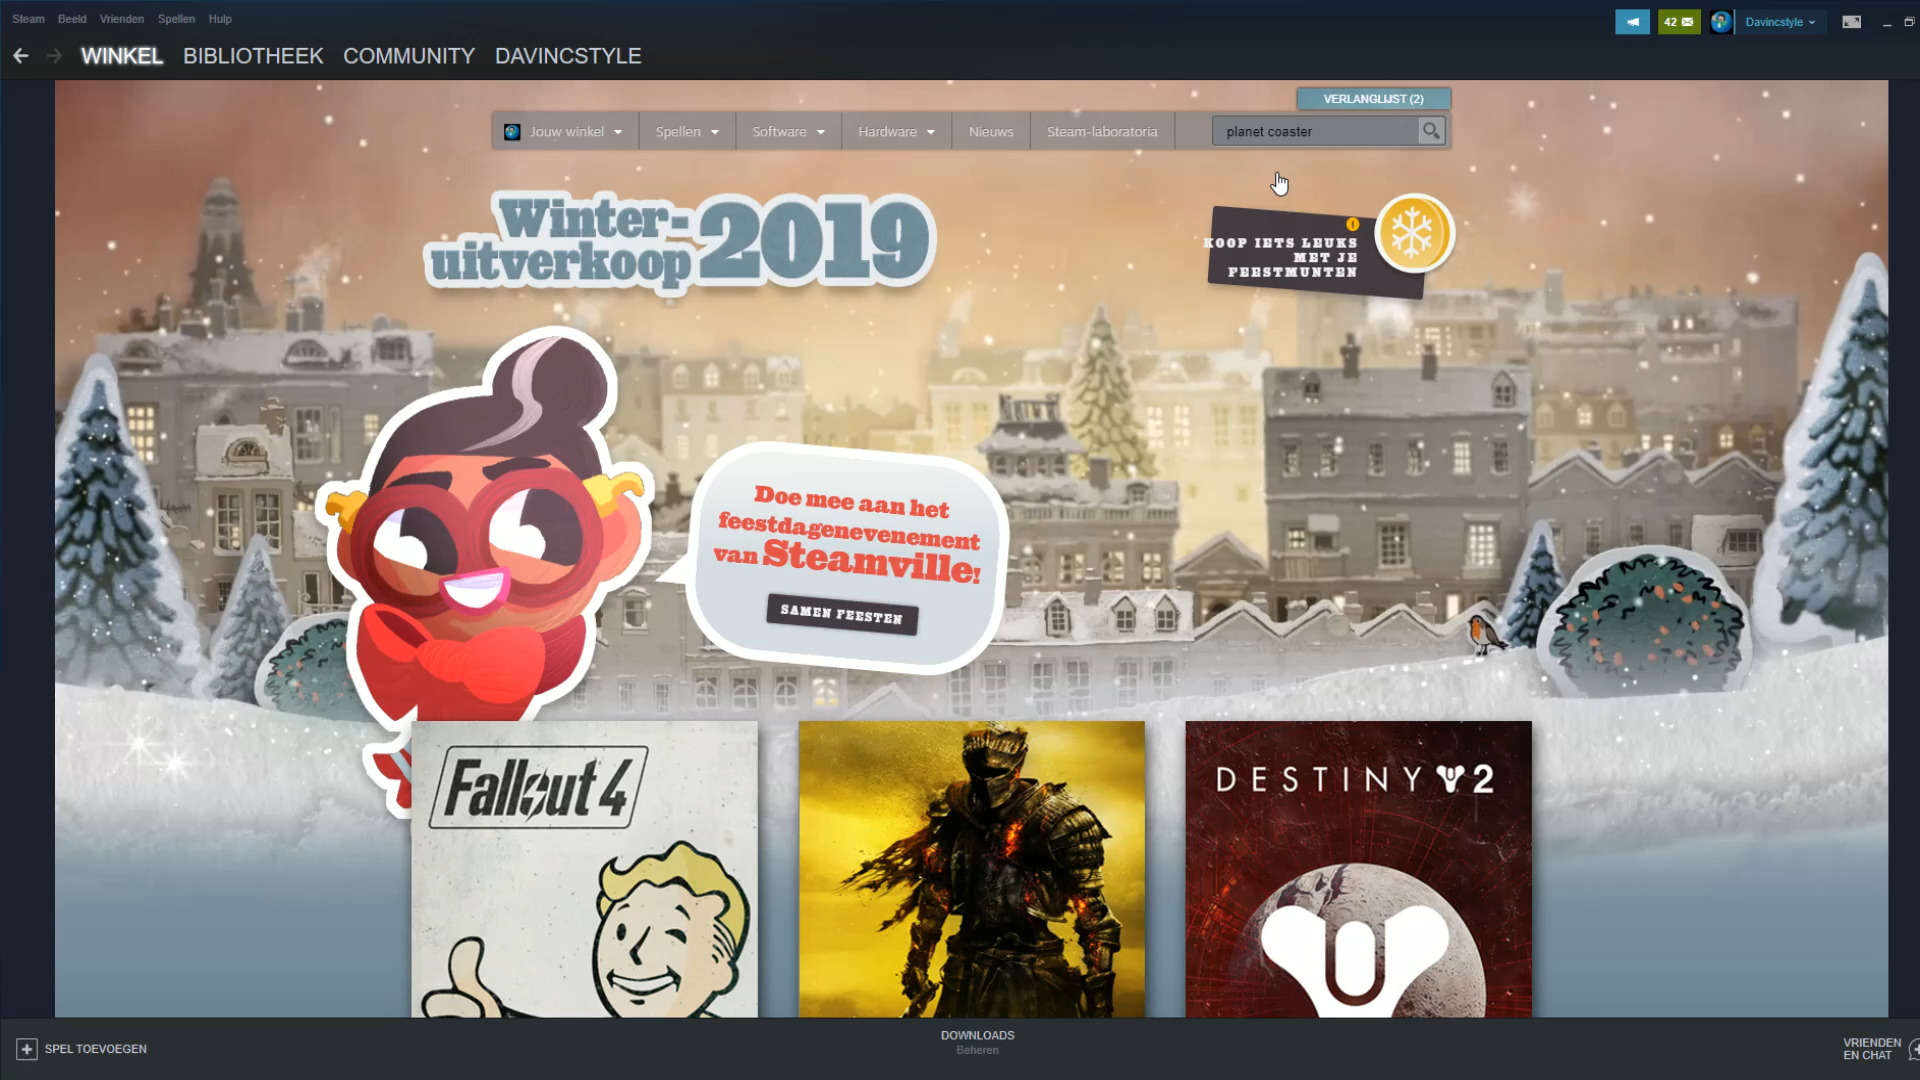 Steam Beeld Vrienden Spellen Hulp
42
Davincstyle
WINKEL BIBLIOTHEEK COMMUNITY DAVINCSTYLE
VERLANGLIJST (2)
Jouw winkel Spellen Software Hardware Nieuws Steam-laboratoria
planet coaster
Winter-
uitverkoop 2019
KOOP IETS LEUKS
MET JE
FEESTMUNTEN
Doe mee aan het
feestdagenevenement
van Steamville!
SAMEN FEESTEN
Fallout 4
DESTINY 2
SPEL TOEVOEGEN
DOWNLOADS
Beheren
VRIENDEN
EN CHAT